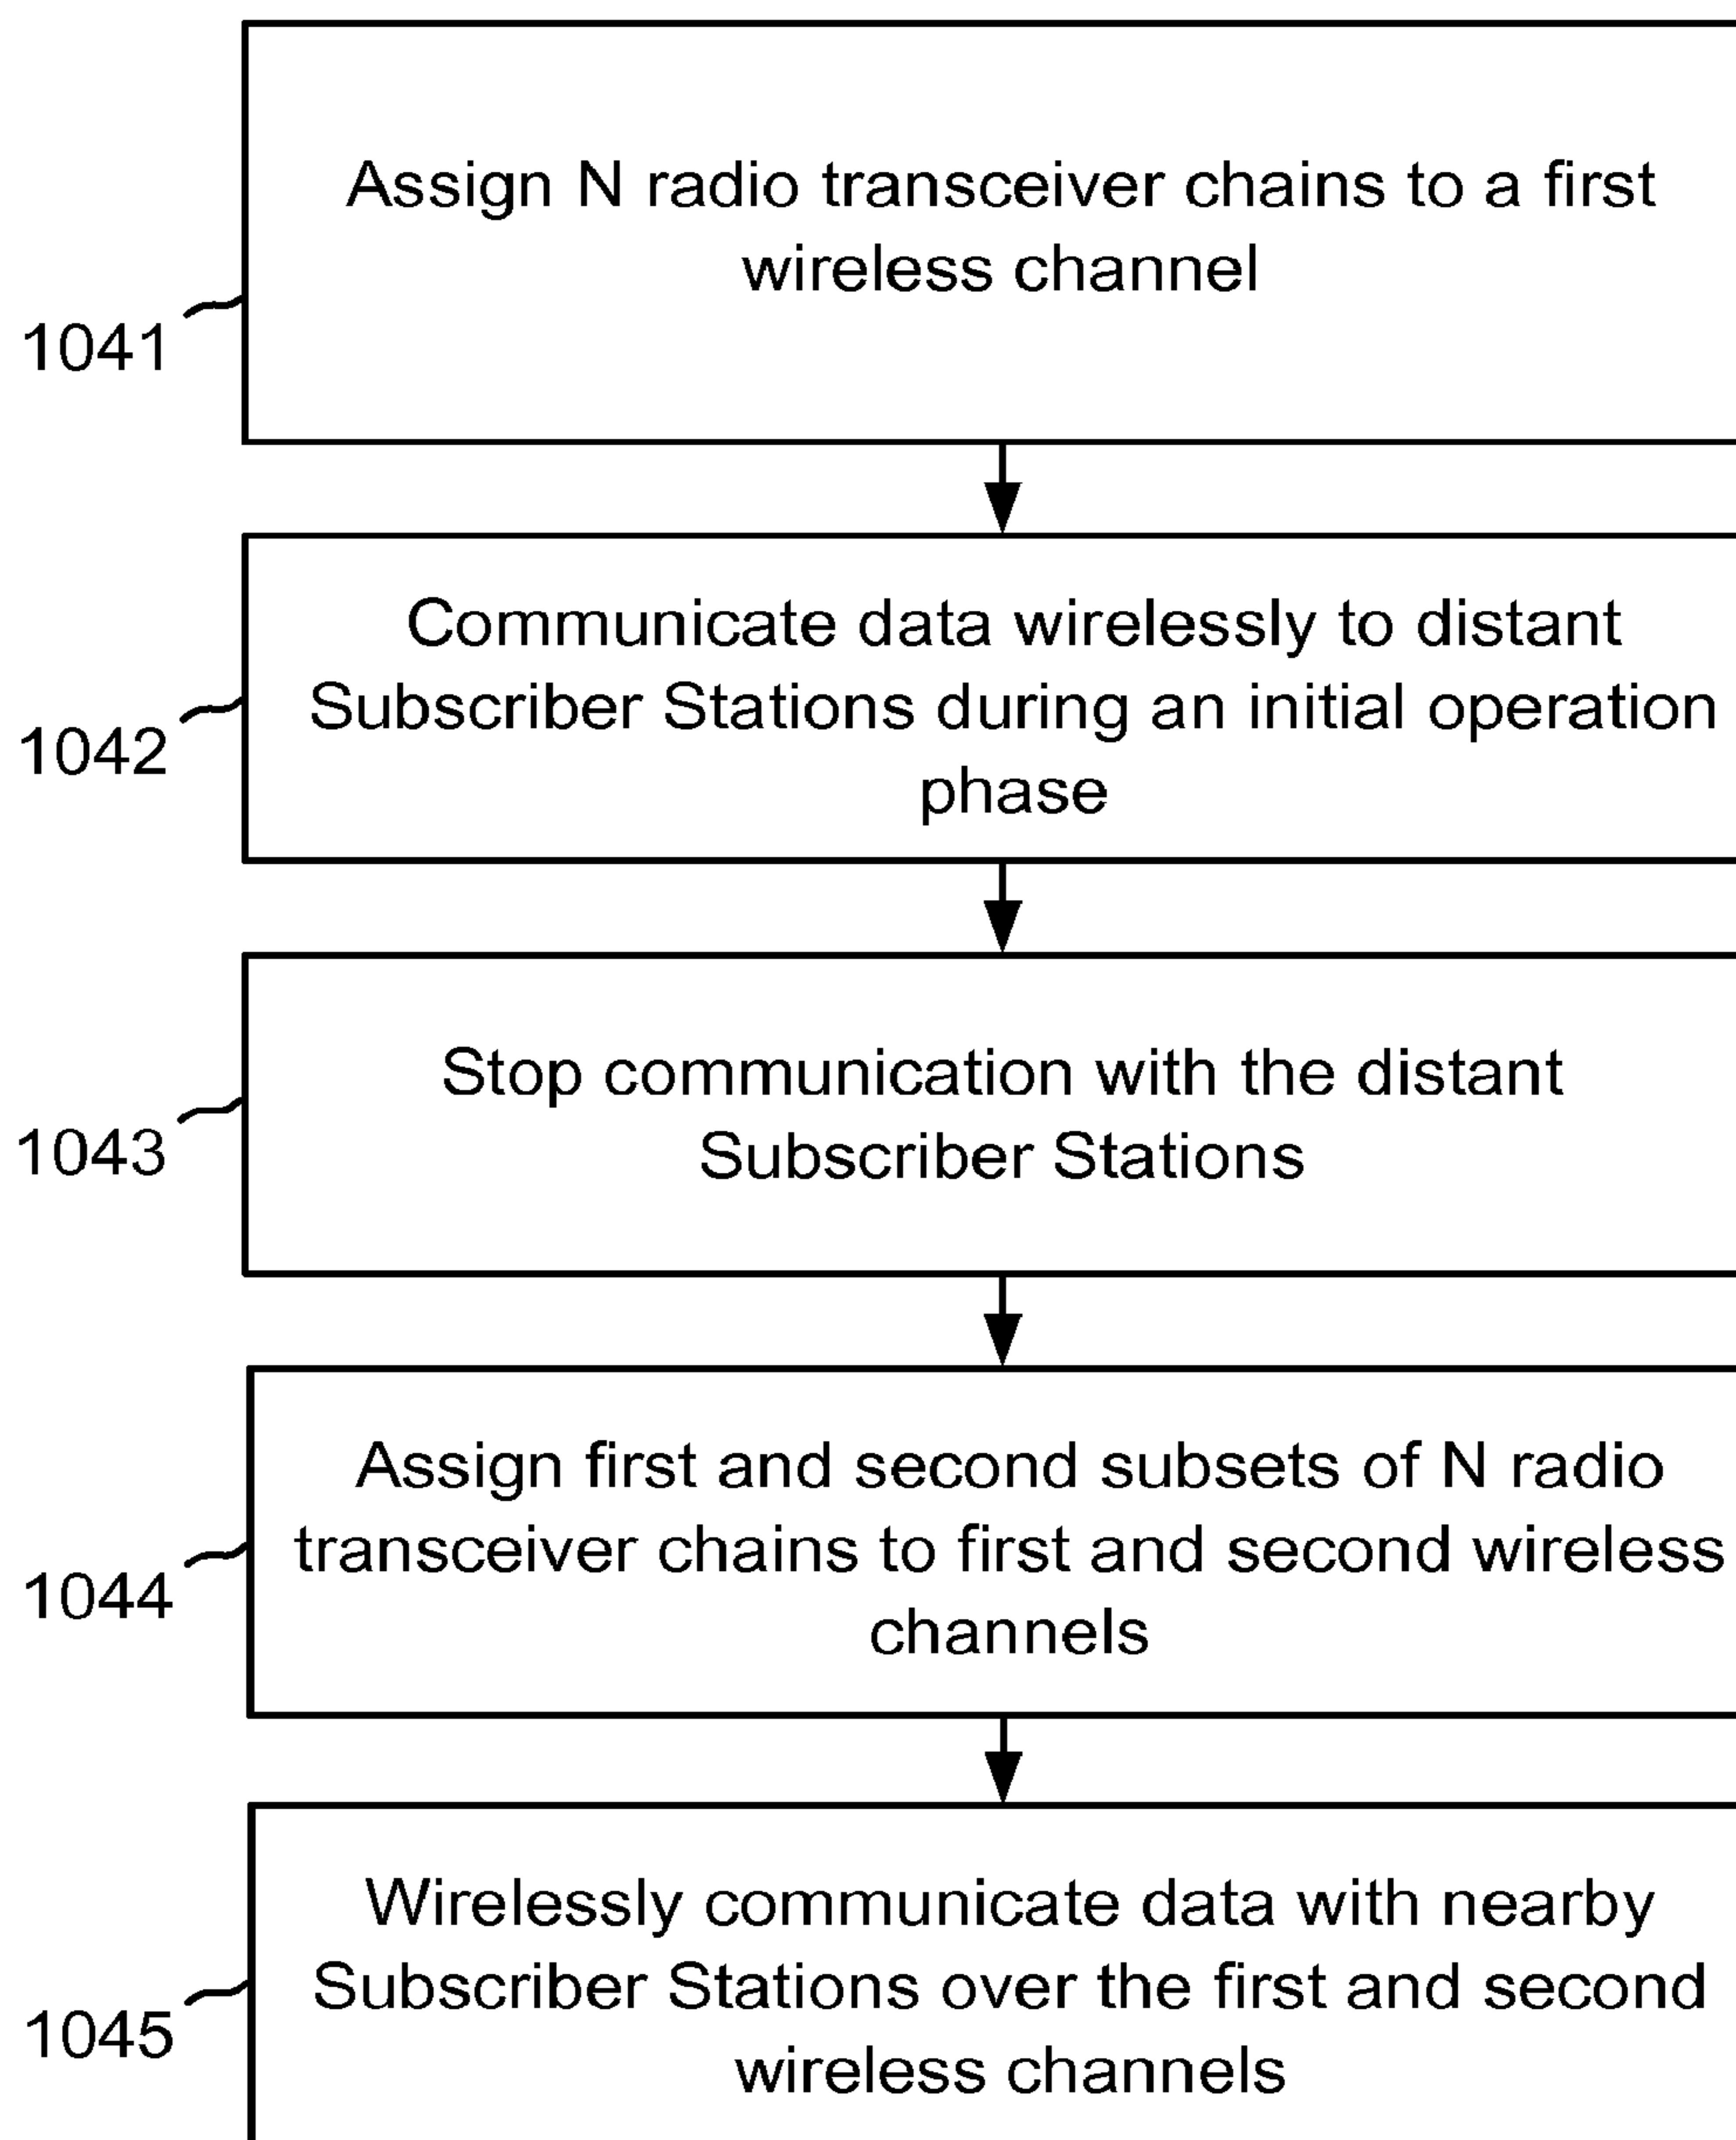 Assign N radio transceiver chains to a first
wireless channel
1041
Communicate data wirelessly to distant
Subscriber Stations during an initial operation
phase
1042
Stop communication with the distant
Subscriber Stations
1043
Assign first and second subsets of N radio
transceiver chains to first and second wireless
channels
1044
Wirelessly communicate data with nearby
Subscriber Stations over the first and second
wireless channels
1045